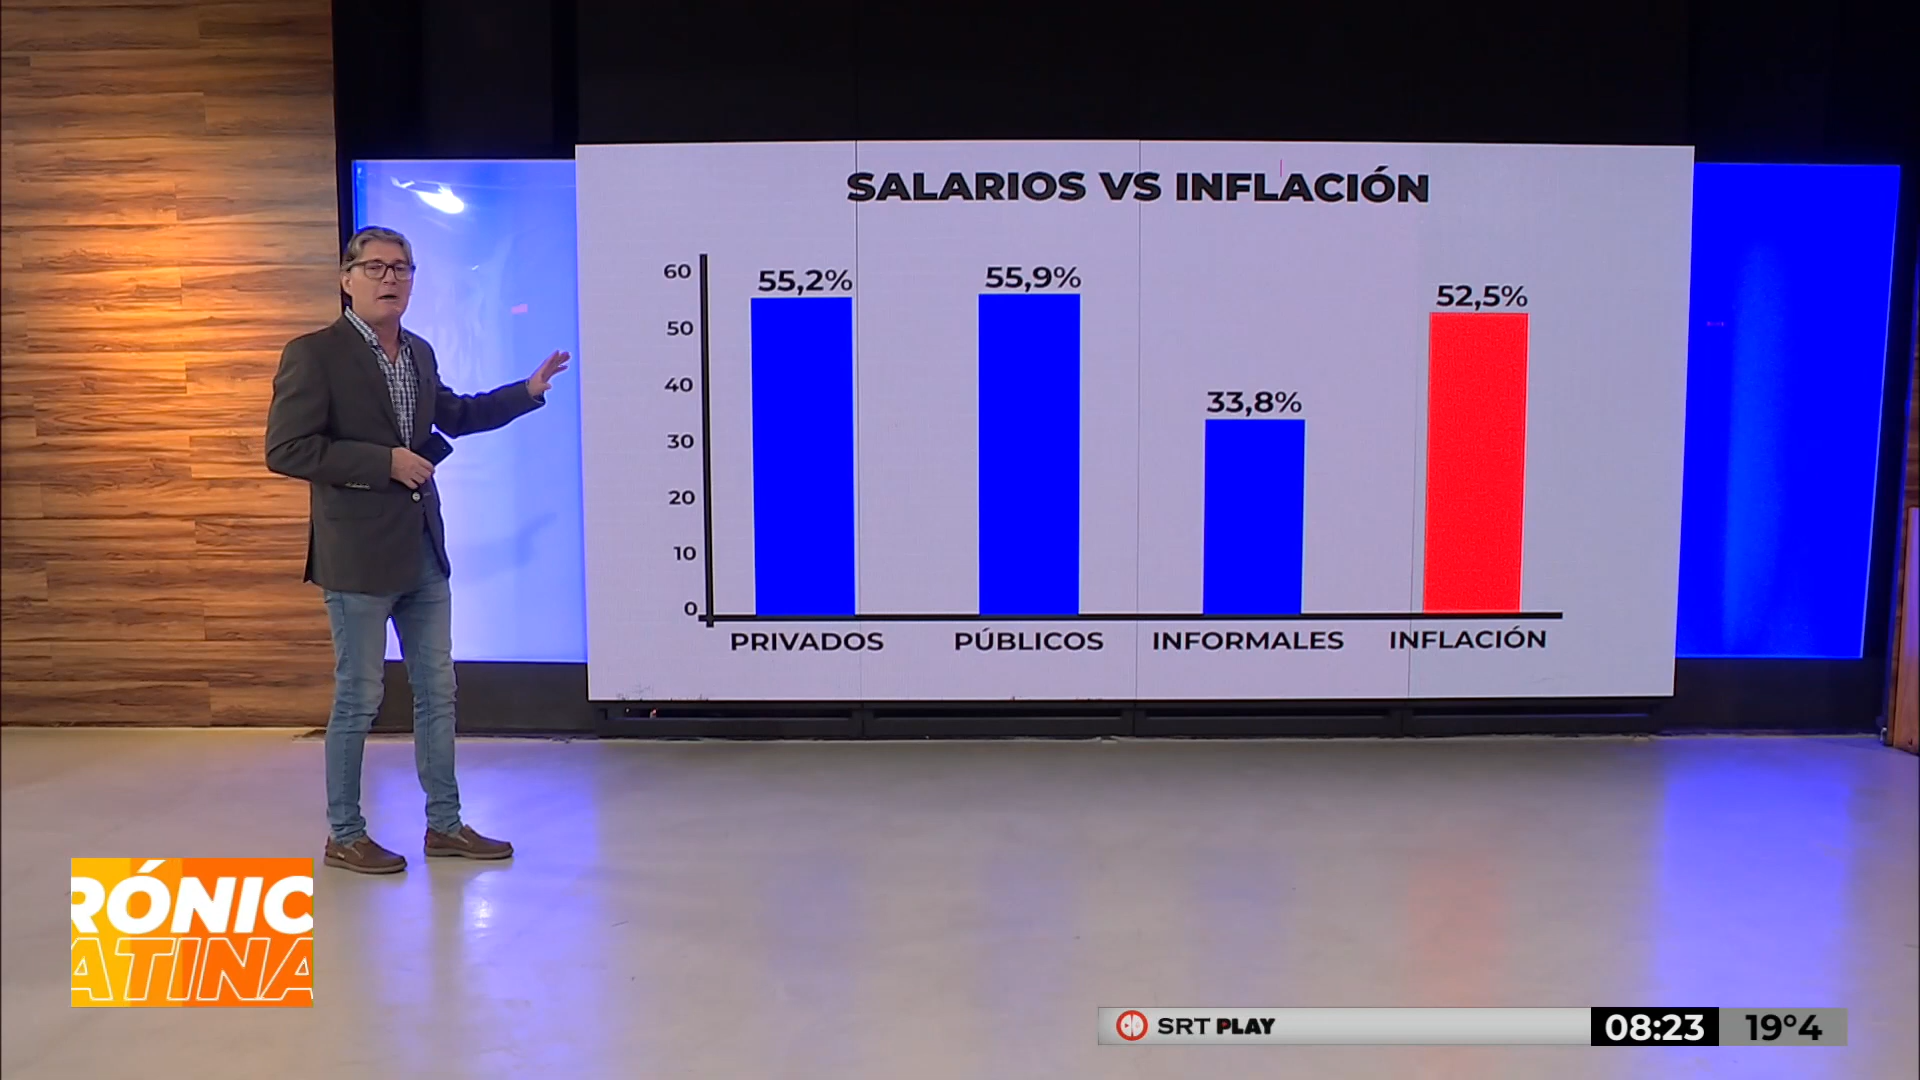 SALARIOS VS INFLACIÓN
60
50
40
30
20
10
0
55,2%
55,9%
33,8%
52,5%
PRIVADOS PÚBLICOS INFORMALES INFLACIÓN
RÓNIC
ATINA
SRT PLAY
08:23
19°4